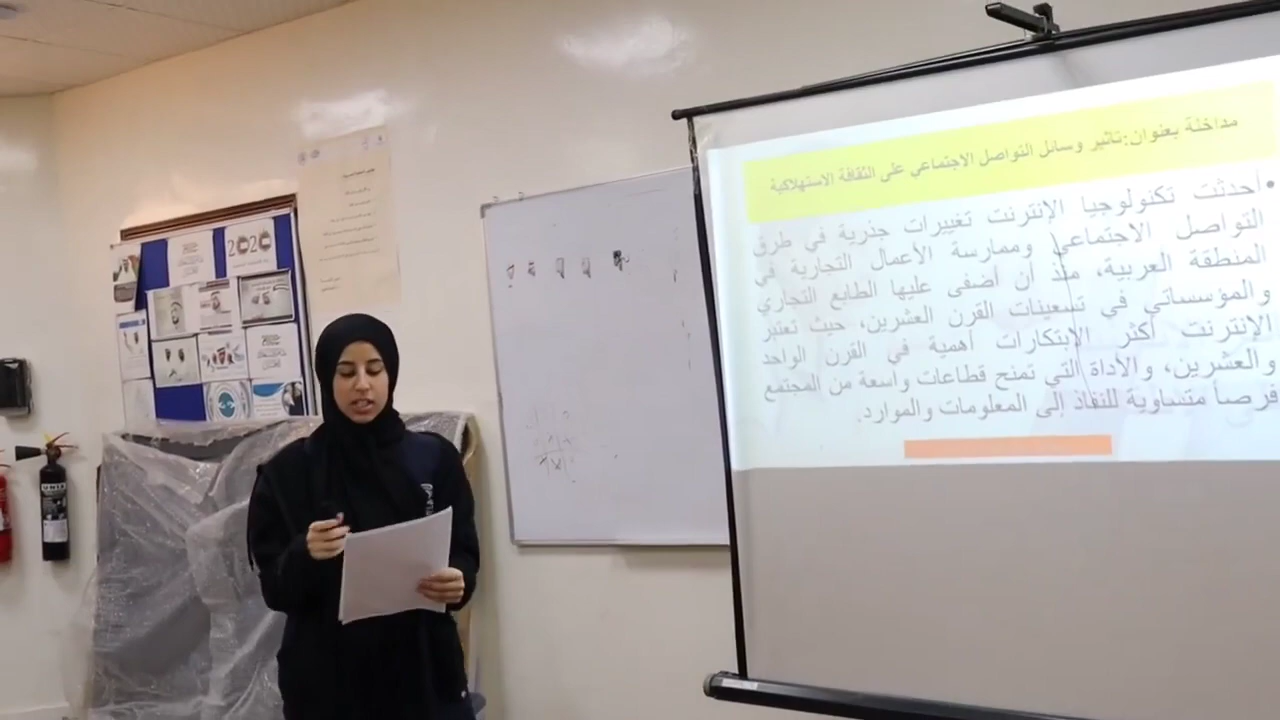 مداخلة بعنوان:تأثير وسائل التواصل الاجتماعي على الثقافة الاستهلاكية
•أحدثت تكنولوجيا الإنترنت تغييرات جذرية في طرق
التواصل الاجتماعي وممارسة الأعمال التجارية في
المنطقة العربية، منذ أن أضفى عليها الطابع التجاري
والمؤسساتي في تسعينات القرن العشرين، حيث تعتبر
الإنترنت أكثر الابتكارات أهمية في القرن الواحد
والعشرين، والأداة التي تمنح قطاعات واسعة من المجتمع
فرصاً متساوية للنفاذ إلى المعلومات والموارد.
2020